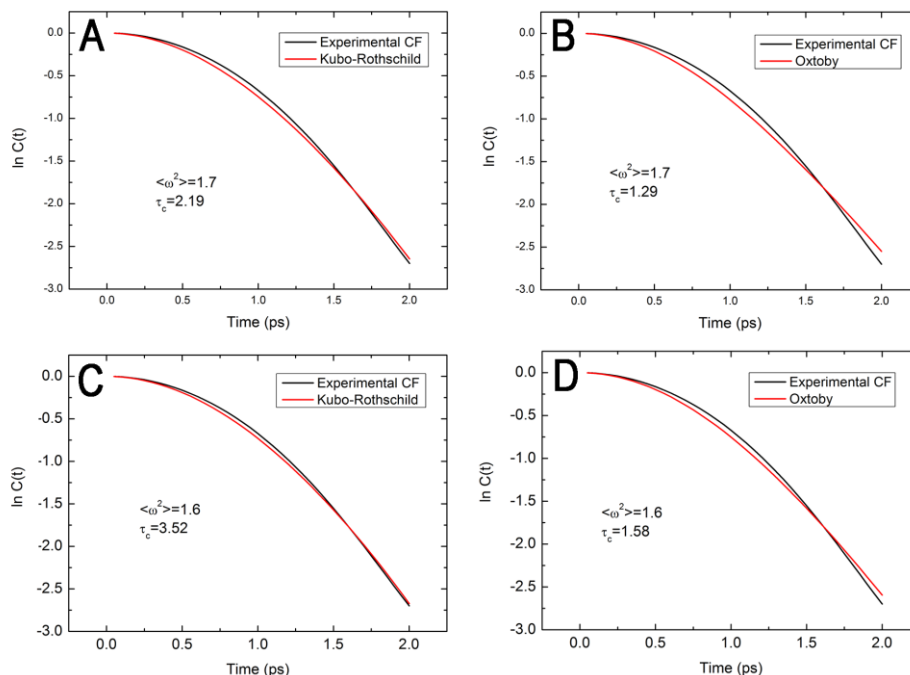 A
0.0
-0.5
-1.0
-1.5
-2.0
-2.5
-3.0
ln C(t)
Experimental CF
Kubo-Rothschild
<ω²>=1.7
τc=2.19
0.0 0.5 1.0 1.5 2.0
Time (ps)
B
0.0
-0.5
-1.0
-1.5
-2.0
-2.5
-3.0
ln C(t)
Experimental CF
Oxtoby
<ω²>=1.7
τc=1.29
0.0 0.5 1.0 1.5 2.0
Time (ps)
C
0.0
-0.5
-1.0
-1.5
-2.0
-2.5
-3.0
ln C(t)
Experimental CF
Kubo-Rothschild
<ω²>=1.6
τc=3.52
0.0 0.5 1.0 1.5 2.0
Time (ps)
D
0.0
-0.5
-1.0
-1.5
-2.0
-2.5
-3.0
ln C(t)
Experimental CF
Oxtoby
<ω²>=1.6
τc=1.58
0.0 0.5 1.0 1.5 2.0
Time (ps)